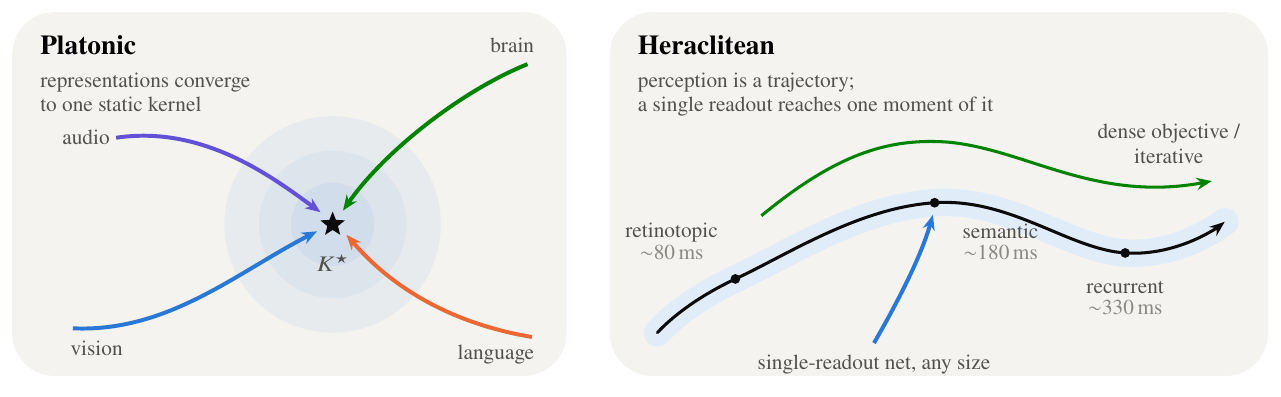 Platonic
representations converge
to one static kernel
brain
audio
K★
vision
language
Heraclitean
perception is a trajectory;
a single readout reaches one moment of it
dense objective /
iterative
retinotopic
~80 ms
semantic
~180 ms
recurrent
~330 ms
single-readout net, any size